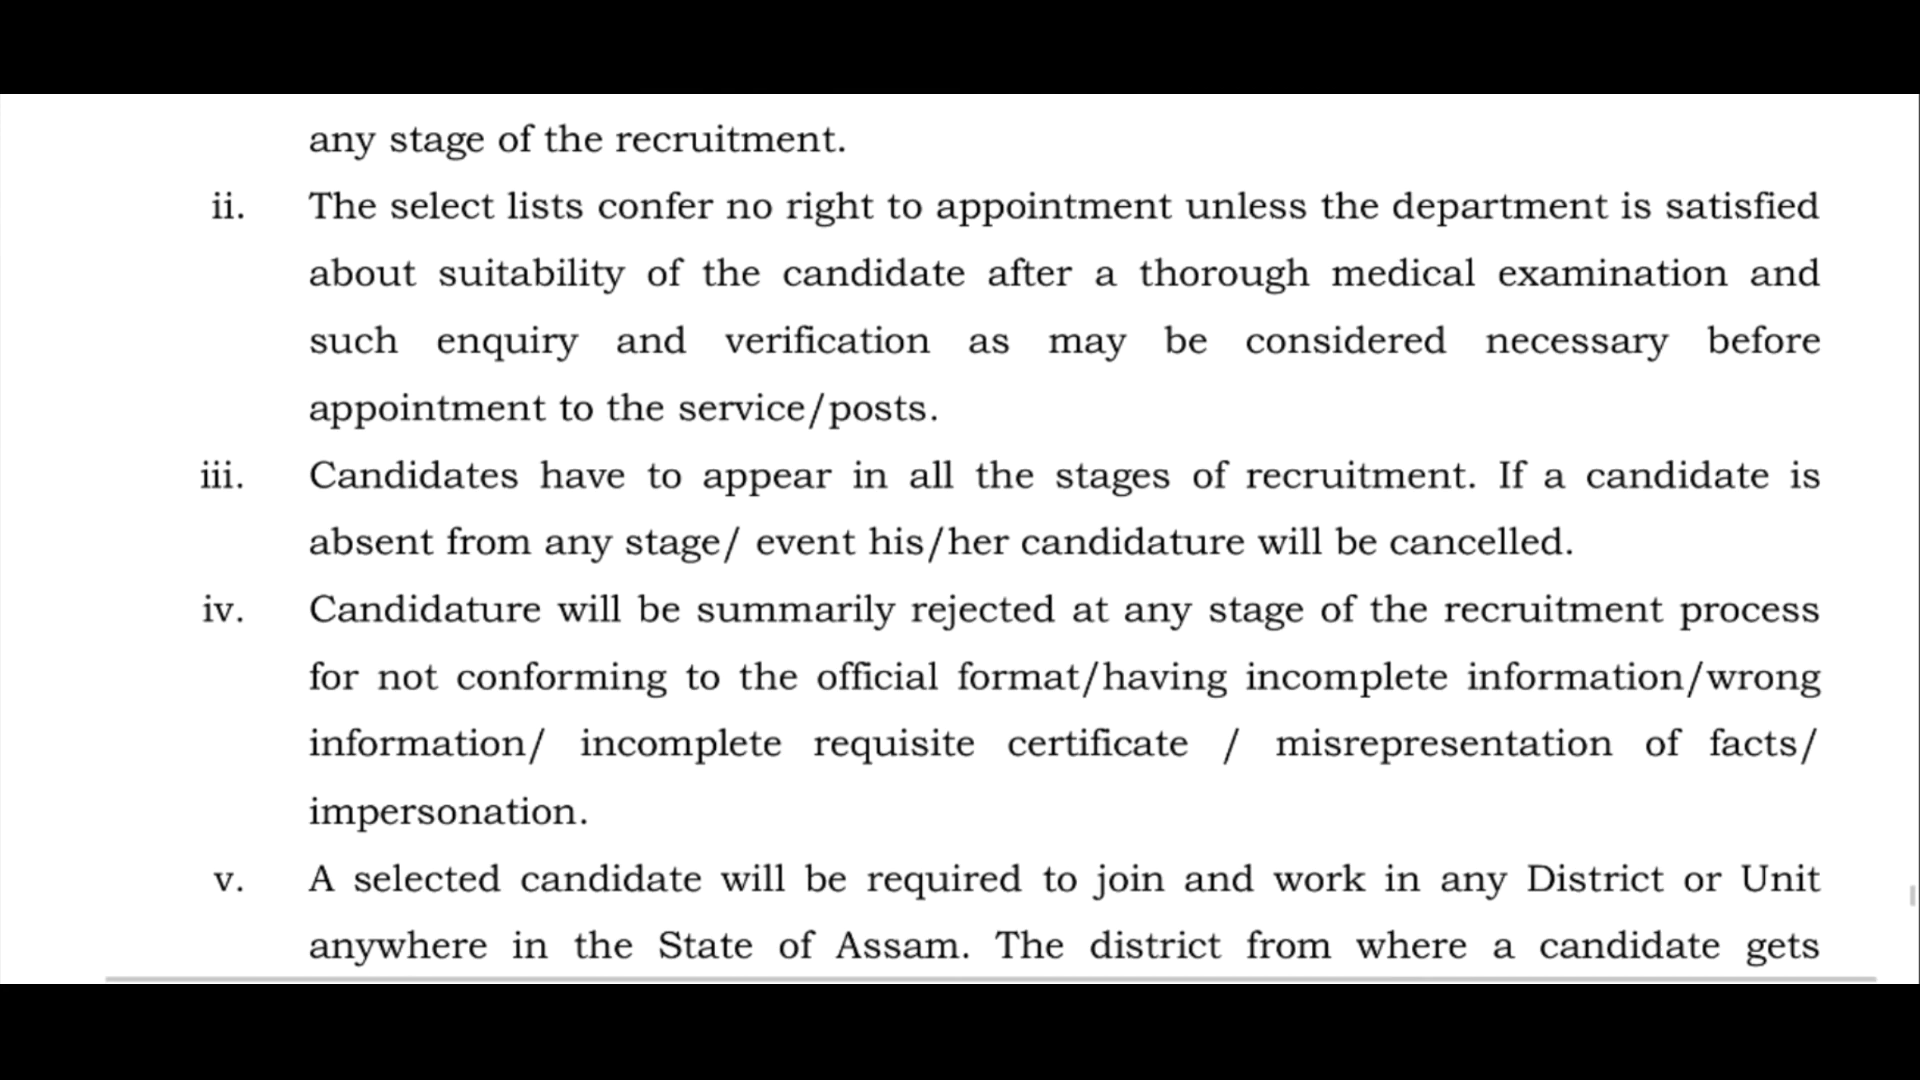 any stage of the recruitment.
ii. The select lists confer no right to appointment unless the department is satisfied
about suitability of the candidate after a thorough medical examination and
such enquiry and verification as may be considered necessary before
appointment to the service/posts.
iii. Candidates have to appear in all the stages of recruitment. If a candidate is
absent from any stage/ event his/her candidature will be cancelled.
iv. Candidature will be summarily rejected at any stage of the recruitment process
for not conforming to the official format/having incomplete information/wrong
information/ incomplete requisite certificate / misrepresentation of facts/
impersonation.
v. A selected candidate will be required to join and work in any District or Unit
anywhere in the State of Assam. The district from where a candidate gets